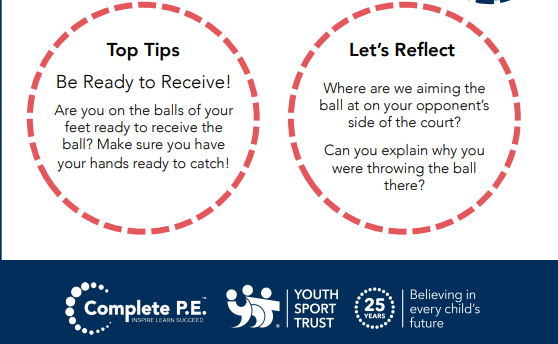 Top Tips
Be Ready to Receive!
Are you on the balls of your
feet ready to receive the
ball? Make sure you have
your hands ready to catch!
Let’s Reflect
Where are we aiming the
ball at on your opponent’s
side of the court?
Can you explain why you
were throwing the ball
there?
Complete P.E.™
INSPIRE LEARN SUCCEED
YOUTH
SPORT
TRUST
®
25
YEARS
Believing in
every child’s
future